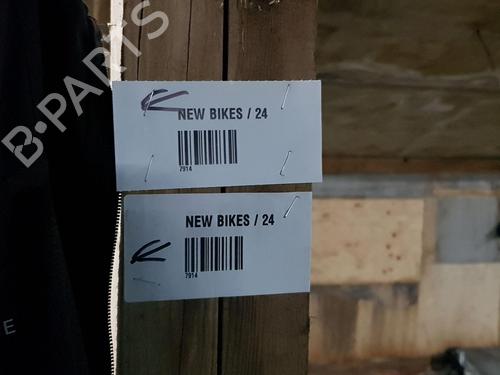 B-PARTS
NEW BIKES / 24
7914
NEW BIKES / 24
7914
E